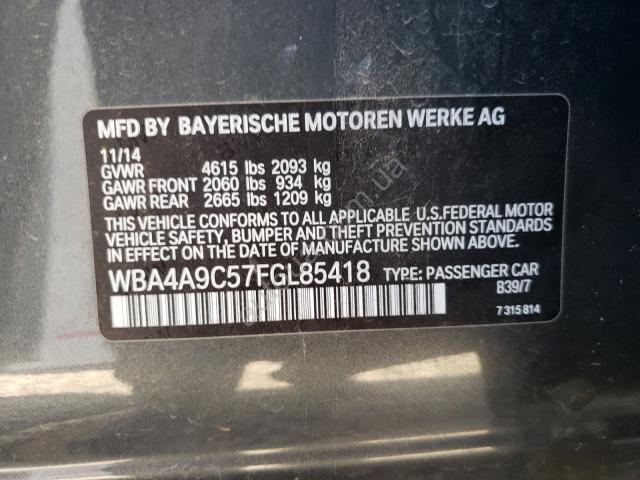 MFD BY BAYERISCHE MOTOREN WERKE AG
11/14
GVWR 4615 lbs 2093 kg
GAWR FRONT 2060 lbs 934 kg
GAWR REAR 2665 lbs 1209 kg
THIS VEHICLE CONFORMS TO ALL APPLICABLE U.S.FEDERAL MOTOR
VEHICLE SAFETY, BUMPER AND THEFT PREVENTION STANDARDS
IN EFFECT ON THE DATE OF MANUFACTURE SHOWN ABOVE.
WBA4A9C57FGL85418 TYPE: PASSENGER CAR
B39/7
7 315 814